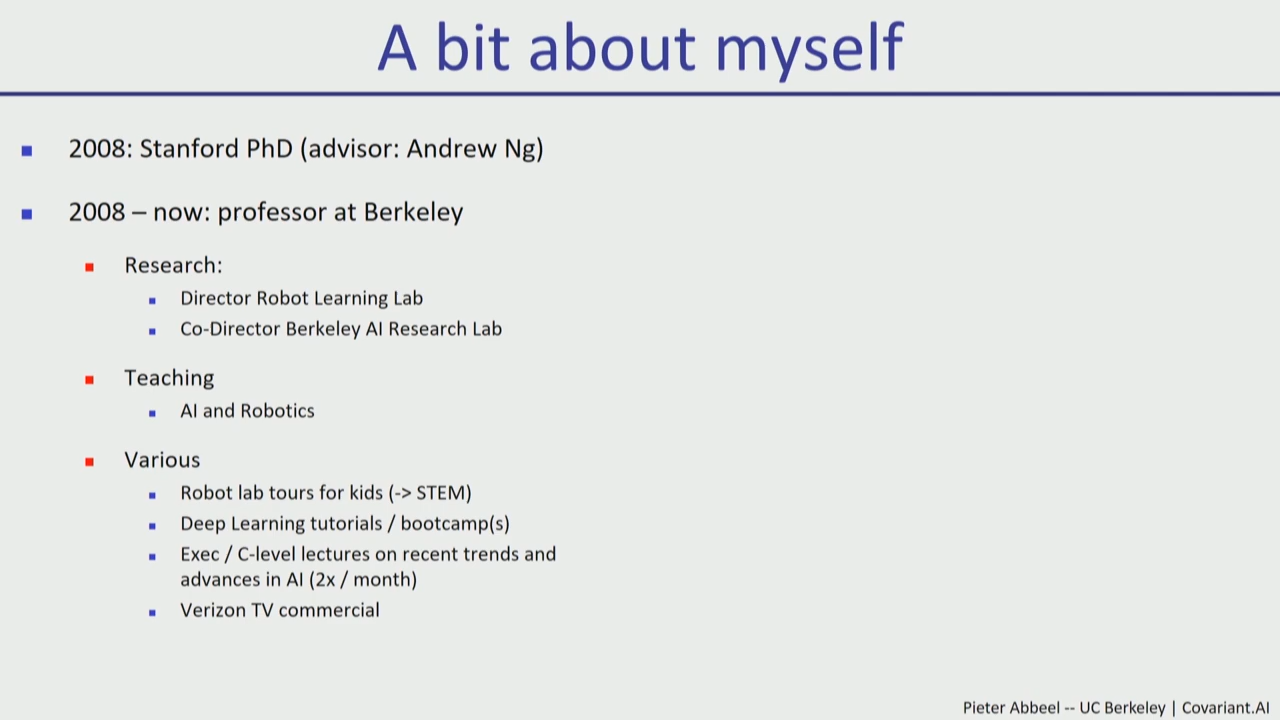 A bit about myself
2008: Stanford PhD (advisor: Andrew Ng)
2008 – now: professor at Berkeley
Research:
Director Robot Learning Lab
Co-Director Berkeley AI Research Lab
Teaching
AI and Robotics
Various
Robot lab tours for kids (-> STEM)
Deep Learning tutorials / bootcamp(s)
Exec / C-level lectures on recent trends and
advances in AI (2x / month)
Verizon TV commercial
Pieter Abbeel -- UC Berkeley | Covariant.AI